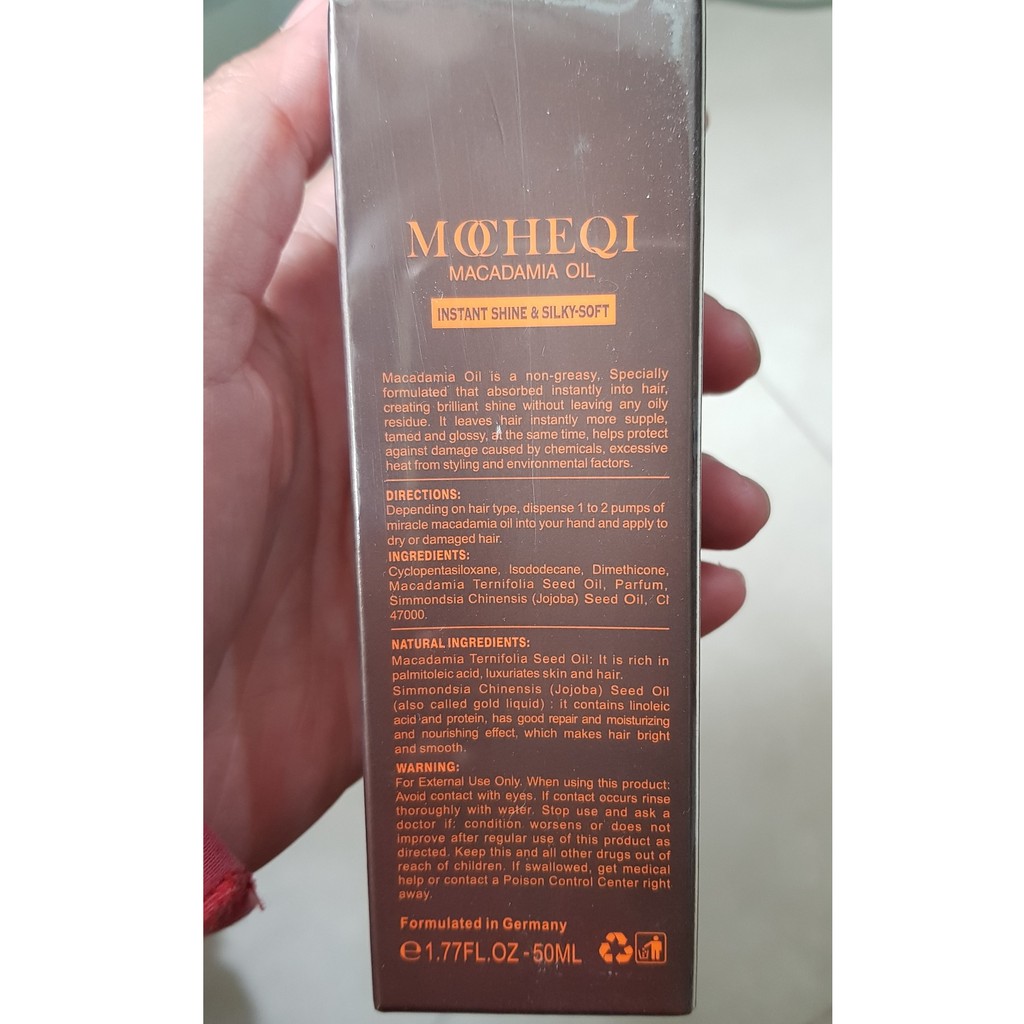 MOCHEQI
MACADAMIA OIL
INSTANT SHINE & SILKY-SOFT
Macadamia Oil is a non-greasy, Specially
formulated that absorbed instantly into hair,
creating brilliant shine without leaving any oily
residue. It leaves hair instantly more supple,
tamed and glossy, at the same time, helps protect
against damage caused by chemicals, excessive
heat from styling and environmental factors.
DIRECTIONS:
Depending on hair type, dispense 1 to 2 pumps of
miracle macadamia oil into your hand and apply to
dry or damaged hair.
INGREDIENTS:
Cyclopentasiloxane, Isododecane, Dimethicone,
Macadamia Ternifolia Seed Oil, Parfum,
Simmondsia Chinensis (Jojoba) Seed Oil, CI
47000.
NATURAL INGREDIENTS:
Macadamia Ternifolia Seed Oil: It is rich in
palmitoleic acid, luxuriates skin and hair.
Simmondsia Chinensis (Jojoba) Seed Oil
(also called gold liquid) : it contains linoleic
acid and protein, has good repair and moisturizing
and nourishing effect, which makes hair bright
and smooth.
WARNING:
For External Use Only. When using this product:
Avoid contact with eyes. If contact occurs rinse
thoroughly with water. Stop use and ask a
doctor if: condition worsens or does not
improve after regular use of this product as
directed. Keep this and all other drugs out of
reach of children. If swallowed, get medical
help or contact a Poison Control Center right
away.
Formulated in Germany
℮1.77FL.OZ-50ML